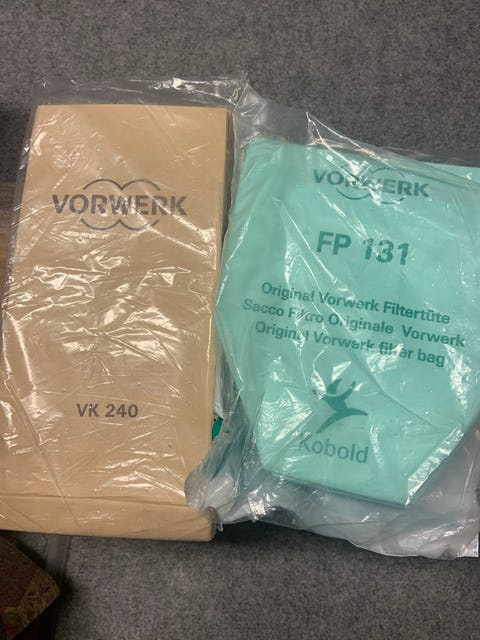 VORWERK
VK 240
VORWERK
FP 131
Original Vorwerk Filtertüte
Sacco Filtro Originale Vorwerk
Original Vorwerk filter bag
Kobold